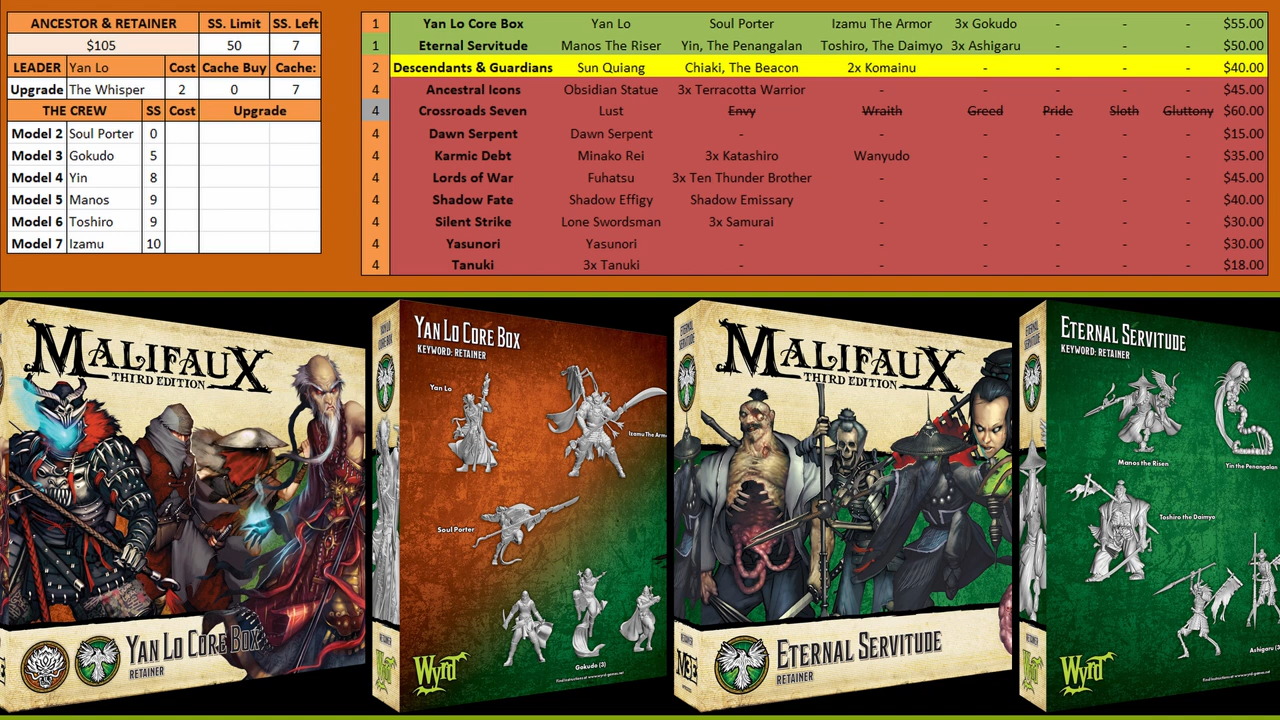 ANCESTOR & RETAINER SS. Limit SS. Left
$105 50 7
LEADER Yan Lo Cost Cache Buy Cache:
Upgrade The Whisper 2 0 7
THE CREW SS Cost Upgrade
Model 2 Soul Porter 0
Model 3 Gokudo 5
Model 4 Yin 8
Model 5 Manos 9
Model 6 Toshiro 9
Model 7 Izamu 10
1 Yan Lo Core Box Yan Lo Soul Porter Izamu The Armor 3x Gokudo - - - $55.00
1 Eternal Servitude Manos The Riser Yin, The Penangalan Toshiro, The Daimyo 3x Ashigaru - - - $50.00
2 Descendants & Guardians Sun Quiang Chiaki, The Beacon 2x Komainu - - - - $40.00
4 Ancestral Icons Obsidian Statue 3x Terracotta Warrior - - - - - $45.00
4 Crossroads Seven Lust Envy Wraith Greed Pride Sloth Gluttony $60.00
4 Dawn Serpent Dawn Serpent - - - - - - $15.00
4 Karmic Debt Minako Rei 3x Katashiro Wanyudo - - - - $35.00
4 Lords of War Fuhatsu 3x Ten Thunder Brother - - - - - $45.00
4 Shadow Fate Shadow Effigy Shadow Emissary - - - - - $40.00
4 Silent Strike Lone Swordsman 3x Samurai - - - - - $30.00
4 Yasunori Yasunori - - - - - - $30.00
4 Tanuki 3x Tanuki - - - - - - $18.00
MALIFAUX
THIRD EDITION
YAN LO CORE BOX
RETAINER
YAN LO CORE BOX
KEYWORD: RETAINER
Yan Lo
Izamu The Arm
Soul Porter
Gokudo (3)
Wyrd
MALIFAUX
THIRD EDITION
M3E
ETERNAL SERVITUDE
RETAINER
ETERNAL SERVITUDE
KEYWORD: RETAINER
Manos the Risen
Yin the Penangalan
Toshiro the Daimyo
Ashigaru (3
Wyrd